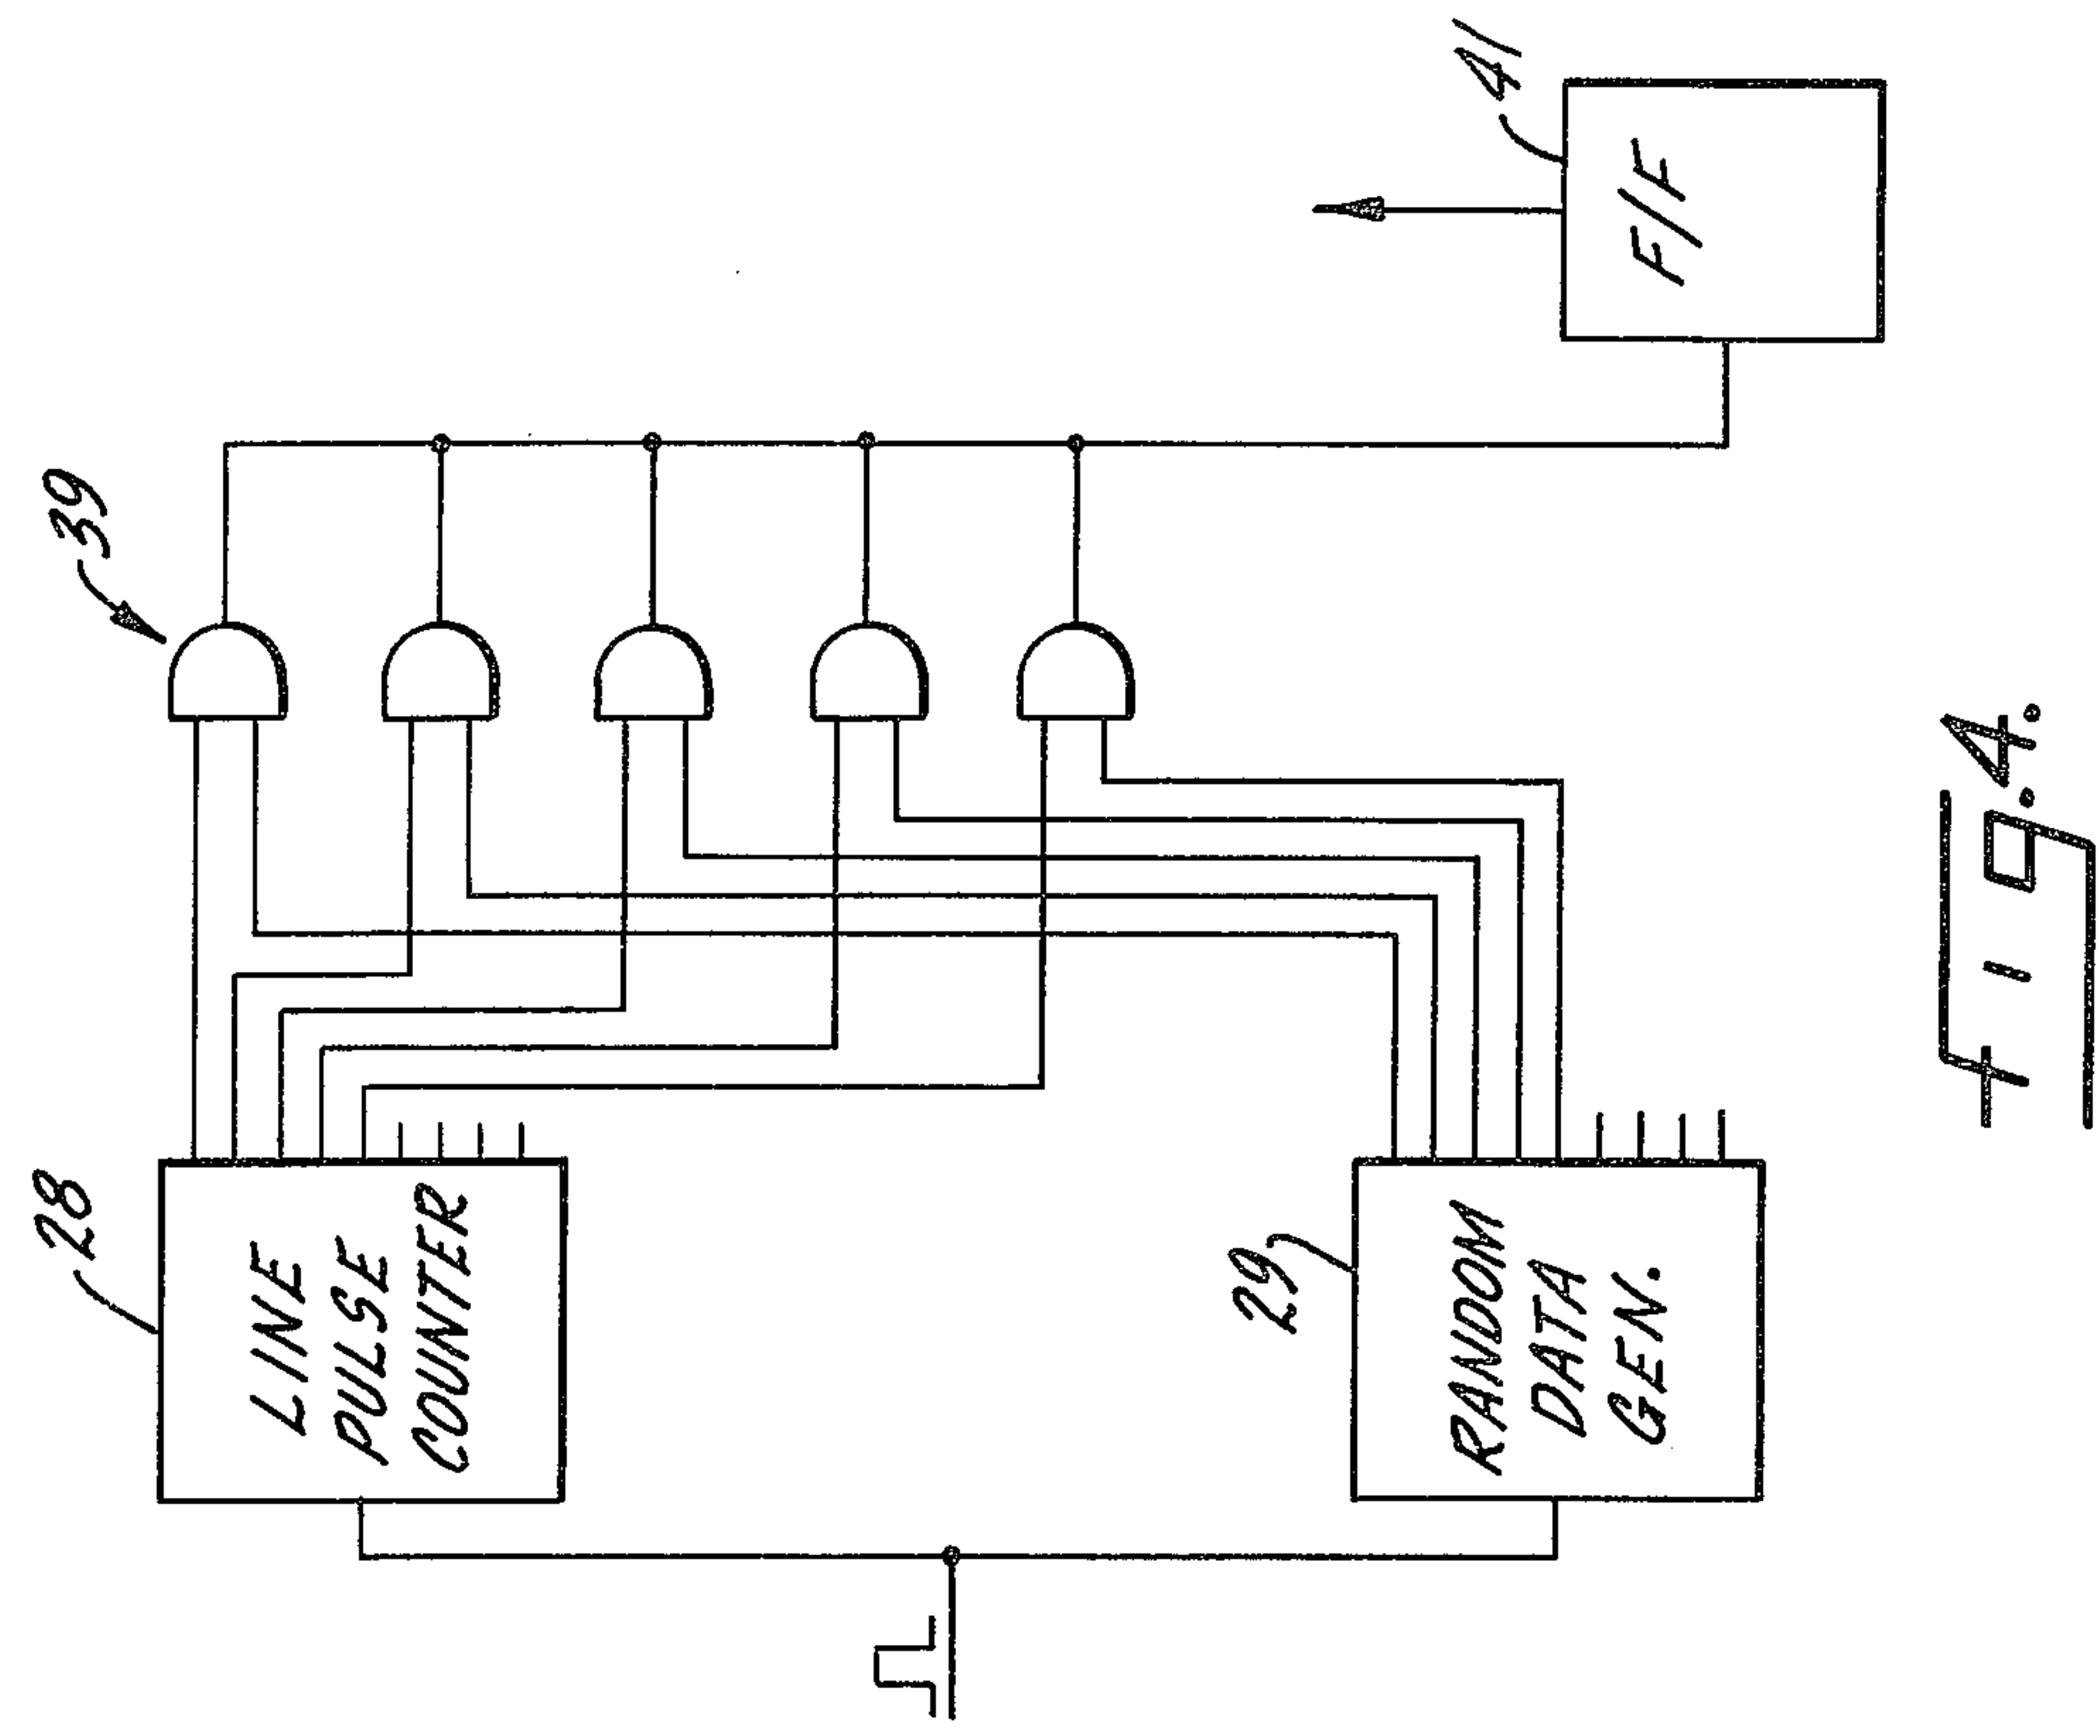 28
LINE
PULSE
COUNTER
39
29
RANDOM
DATA
GEN.
41
F/F
Fig. 4.